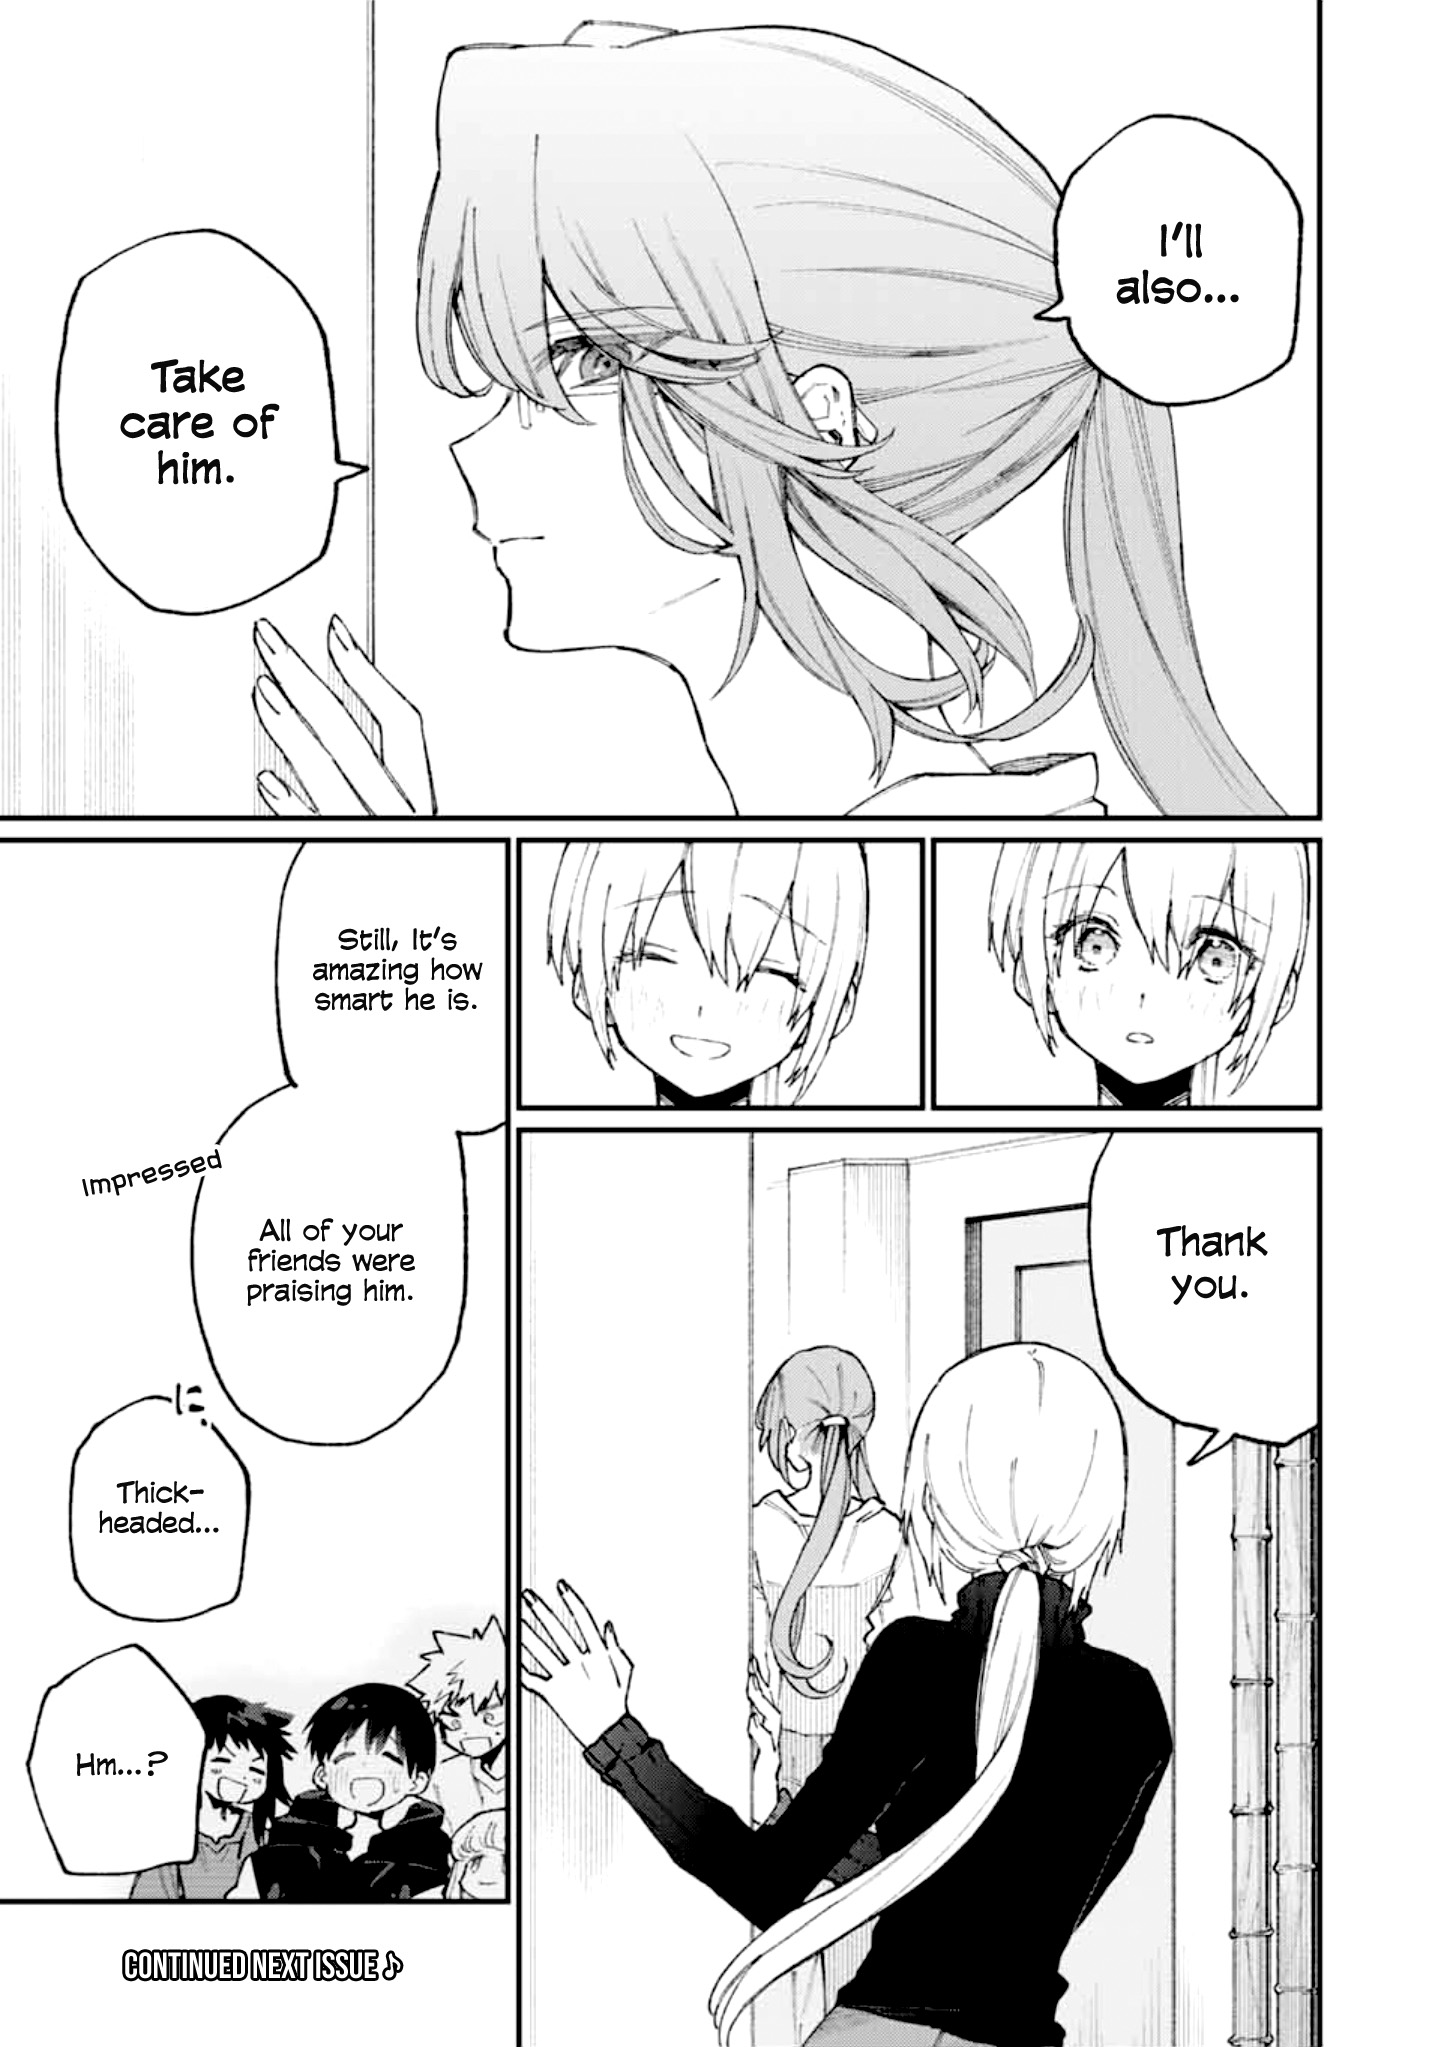 I'll
also...
Take
care of
him.
Thank
you.
Still, It's
amazing how
smart he is.
Impressed
All of your
friends were
praising him.
に
Thick-
headed...
Hm...?
CONTINUED NEXT ISSUE ♪